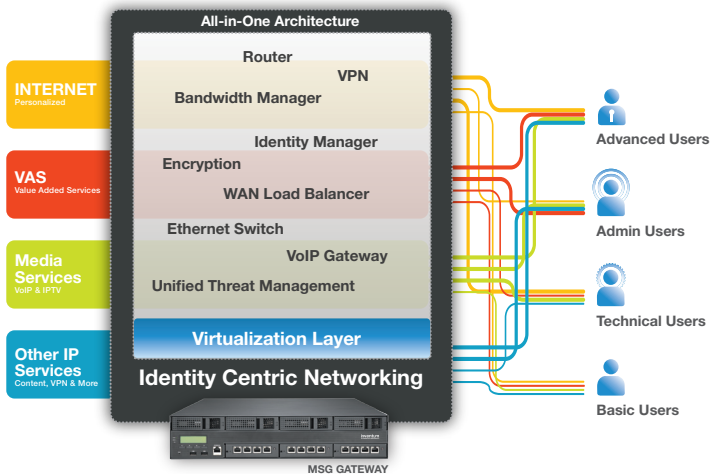 All-in-One Architecture
Router
VPN
Bandwidth Manager
Identity Manager
Encryption
WAN Load Balancer
Ethernet Switch
VoIP Gateway
Unified Threat Management
Virtualization Layer
Identity Centric Networking
INTERNET
Personalized
VAS
Value Added Services
Media
Services
VoIP & IPTV
Other IP
Services
Content, VPN & More
Advanced Users
Admin Users
Technical Users
Basic Users
MSG GATEWAY